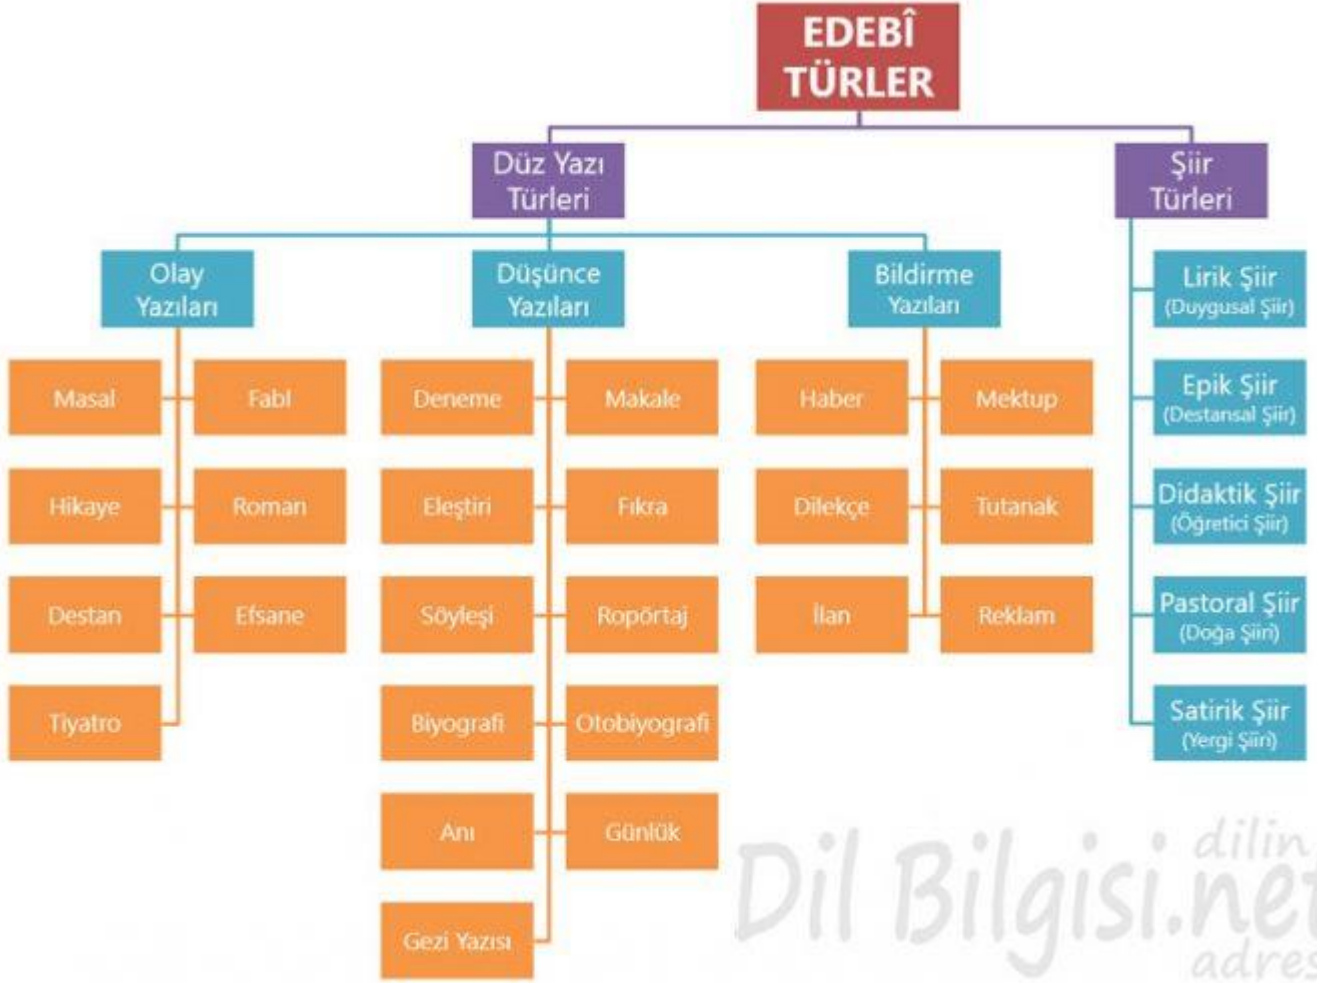 EDEBÎ
TÜRLER
Düz Yazı
Türleri
Şiir
Türleri
Olay
Yazıları
Düşünce
Yazıları
Bildirme
Yazıları
Lirik Şiir
(Duygusal Şiir)
Masal
Fabl
Deneme
Makale
Haber
Mektup
Epik Şiir
(Destansal Şiir)
Hikaye
Roman
Eleştiri
Fıkra
Dilekçe
Tutanak
Didaktik Şiir
(Öğretici Şiir)
Destan
Efsane
Söyleşi
Ropörtaj
İlan
Reklam
Pastoral Şiir
(Doğa Şiiri)
Tiyatro
Biyografi
Otobiyografi
Satirik Şiir
(Yergi Şiiri)
Anı
Günlük
Gezi Yazısı
dilin
Dil Bilgisi.net
adres